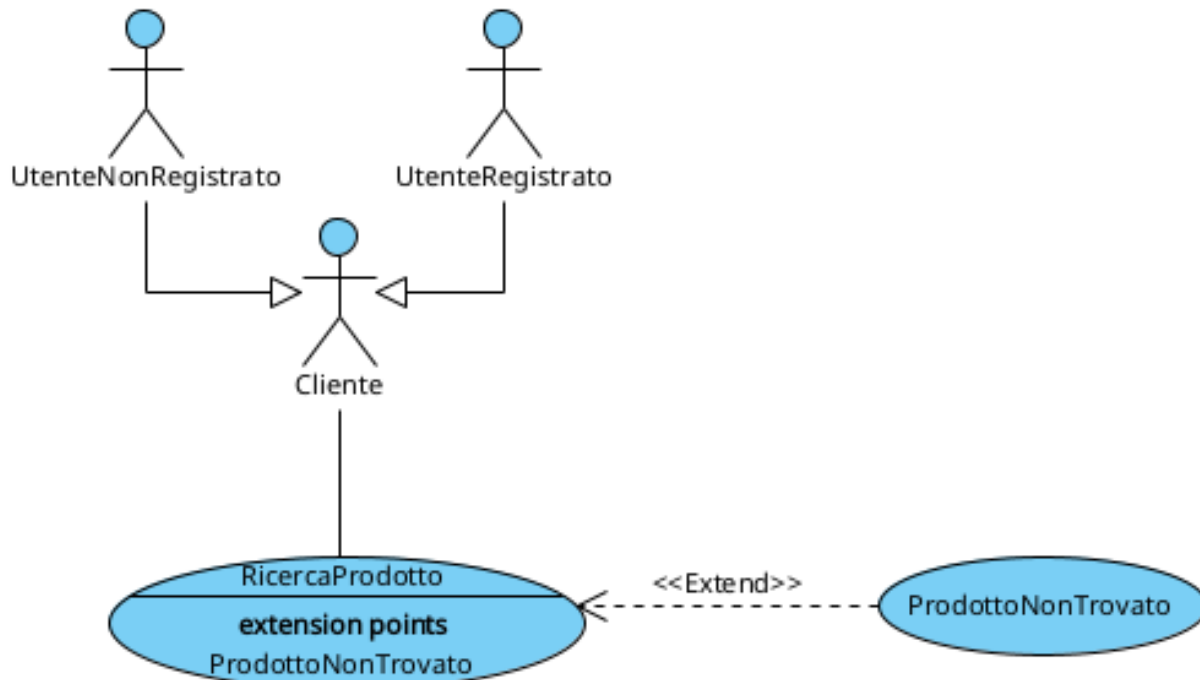 UtenteNonRegistrato
UtenteRegistrato
Cliente
RicercaProdotto
extension points
ProdottoNonTrovato
<<Extend>>
ProdottoNonTrovato